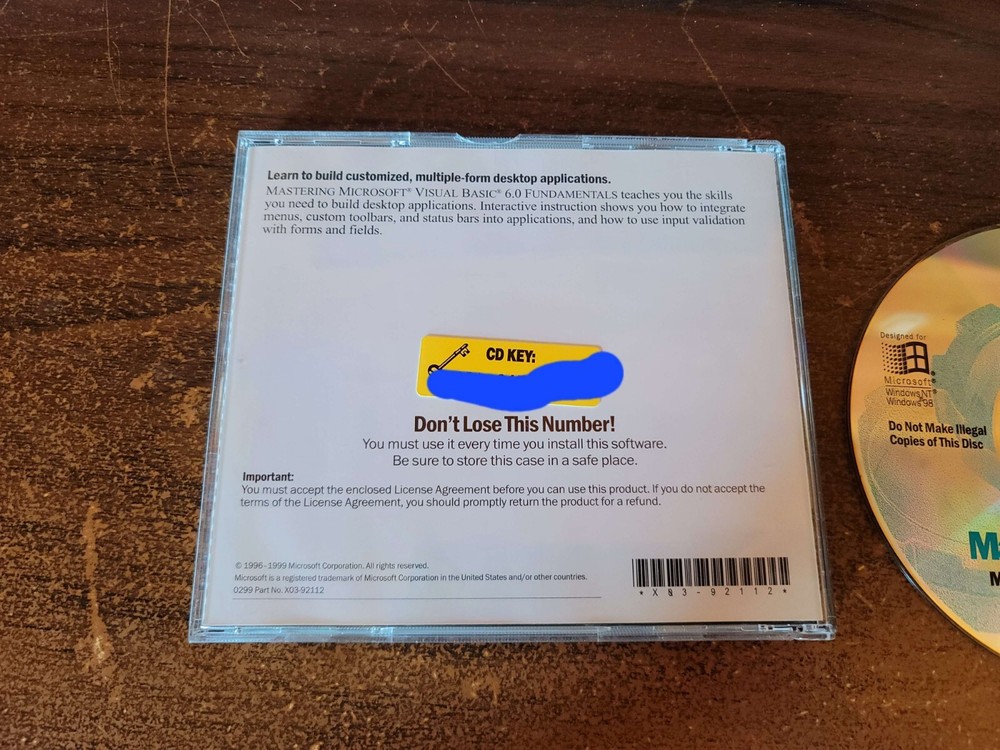 Learn to build customized, multiple-form desktop applications.
MASTERING MICROSOFT® VISUAL BASIC® 6.0 FUNDAMENTALS teaches you the skills
you need to build desktop applications. Interactive instruction shows you how to integrate
menus, custom toolbars, and status bars into applications, and how to use input validation
with forms and fields.
CD KEY:
Don't Lose This Number!
You must use it every time you install this software.
Be sure to store this case in a safe place.
Important:
You must accept the enclosed License Agreement before you can use this product. If you do not accept the
terms of the License Agreement, you should promptly return the product for a refund.
© 1996–1999 Microsoft Corporation. All rights reserved.
Microsoft is a registered trademark of Microsoft Corporation in the United States and/or other countries.
0299 Part No. X03-92112
*X03-92112*
Designed for
Microsoft®
Windows NT®
Windows®98
Do Not Make Illegal
Copies of This Disc